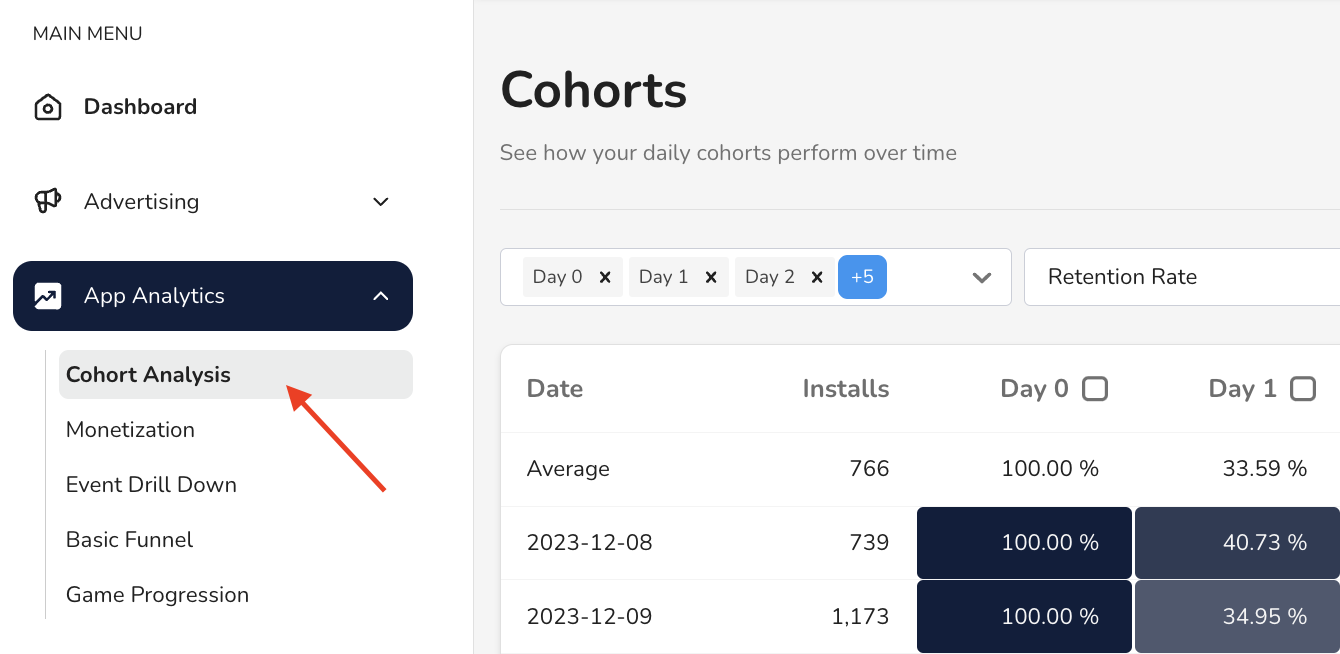 MAIN MENU
Dashboard
Advertising
App Analytics
Cohort Analysis
Monetization
Event Drill Down
Basic Funnel
Game Progression
Cohorts
See how your daily cohorts perform over time
Day 0 Day 1 Day 2 +5 Retention Rate
Date Installs Day 0 Day 1
Average 766 100.00 % 33.59 %
2023-12-08 739 100.00 % 40.73 %
2023-12-09 1,173 100.00 % 34.95 %